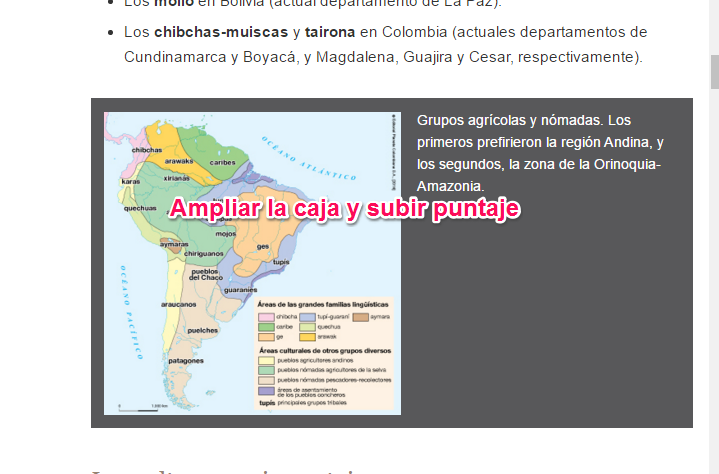 Los mollo en Bolivia (actual departamento de La Paz).
Los chibchas-muiscas y tairona en Colombia (actuales departamentos de
Cundinamarca y Boyacá, y Magdalena, Guajira y Cesar, respectivamente).
Grupos agrícolas y nómadas. Los
primeros prefirieron la región Andina, y
los segundos, la zona de la Orinoquia-
Amazonia.
Ampliar la caja y subir puntaje
OCÉANO ATLÁNTICO
chibchas
arawaks
caribes
karas
xirianás
quechuas
mojos
ges
aymaras
chiriguanos
tupis
pueblos
del Chaco
guaraníes
OCÉANO PACÍFICO
araucanos
puelches
patagones
Áreas de las grandes familias lingüísticas
chibcha
tupí-guaraní
aymara
caribe
quechua
ge
arawak
Áreas culturales de otros grupos diversos
pueblos agricultores andinos
pueblos nómadas agricultores de la selva
pueblos nómadas pescadores-recolectores
áreas de asentamiento
de los pueblos concheros
tupis principales grupos tribales